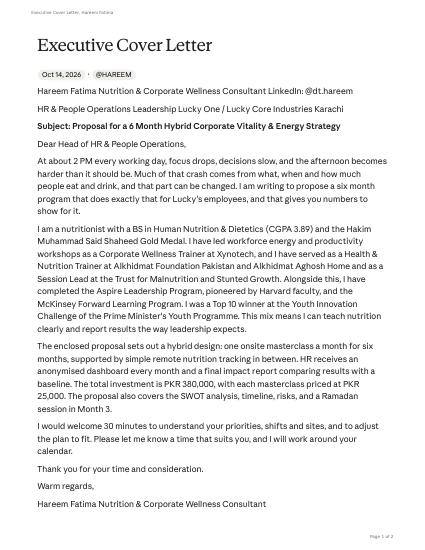 Executive Cover Letter, Hareem Fatima
Executive Cover Letter
Oct 14, 2026 · @HAREEM
Hareem Fatima Nutrition & Corporate Wellness Consultant LinkedIn: @dt.hareem
HR & People Operations Leadership Lucky One / Lucky Core Industries Karachi
Subject: Proposal for a 6 Month Hybrid Corporate Vitality & Energy Strategy
Dear Head of HR & People Operations,
At about 2 PM every working day, focus drops, decisions slow, and the afternoon becomes
harder than it should be. Much of that crash comes from what, when and how much
people eat and drink, and that part can be changed. I am writing to propose a six month
program that does exactly that for Lucky's employees, and that gives you numbers to
show for it.
I am a nutritionist with a BS in Human Nutrition & Dietetics (CGPA 3.89) and the Hakim
Muhammad Said Shaheed Gold Medal. I have led workforce energy and productivity
workshops as a Corporate Wellness Trainer at Xynotech, and I have served as a Health &
Nutrition Trainer at Alkhidmat Foundation Pakistan and Alkhidmat Aghosh Home and as a
Session Lead at the Trust for Malnutrition and Stunted Growth. Alongside this, I have
completed the Aspire Leadership Program, pioneered by Harvard faculty, and the
McKinsey Forward Learning Program. I was a Top 10 winner at the Youth Innovation
Challenge of the Prime Minister's Youth Programme. This mix means I can teach nutrition
clearly and report results the way leadership expects.
The enclosed proposal sets out a hybrid design: one onsite masterclass a month for six
months, supported by simple remote nutrition tracking in between. HR receives an
anonymised dashboard every month and a final impact report comparing results with a
baseline. The total investment is PKR 380,000, with each masterclass priced at PKR
25,000. The proposal also covers the SWOT analysis, timeline, risks, and a Ramadan
session in Month 3.
I would welcome 30 minutes to understand your priorities, shifts and sites, and to adjust
the plan to fit. Please let me know a time that suits you, and I will work around your
calendar.
Thank you for your time and consideration.
Warm regards,
Hareem Fatima Nutrition & Corporate Wellness Consultant
Page 1 of 2